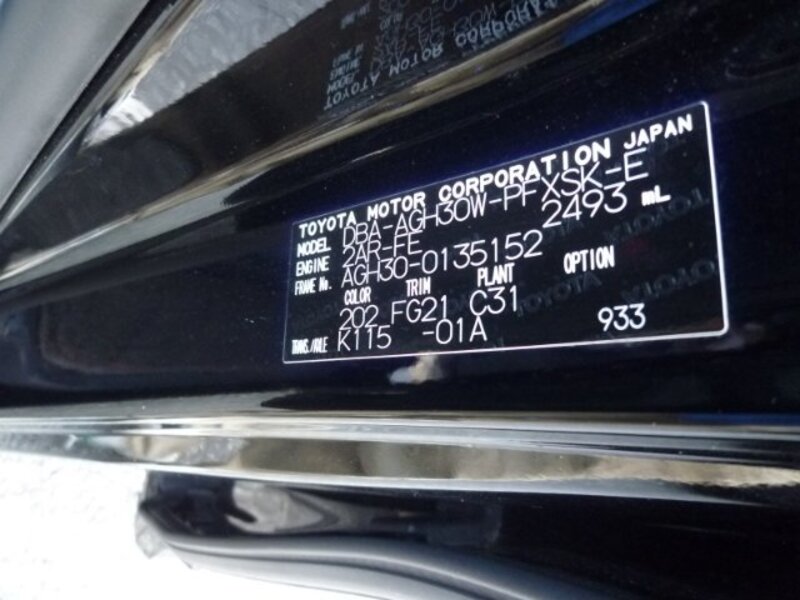 TOYOTA MOTOR CORPORATION JAPAN
MODEL DBA-AGH30W-PFXSK-E
ENGINE 2AR-FE 2493 mL
FRAME No. AGH30-0135152
COLOR TRIM PLANT OPTION
202 FG21 C31
TRANS./AXLE K115 -01A 933